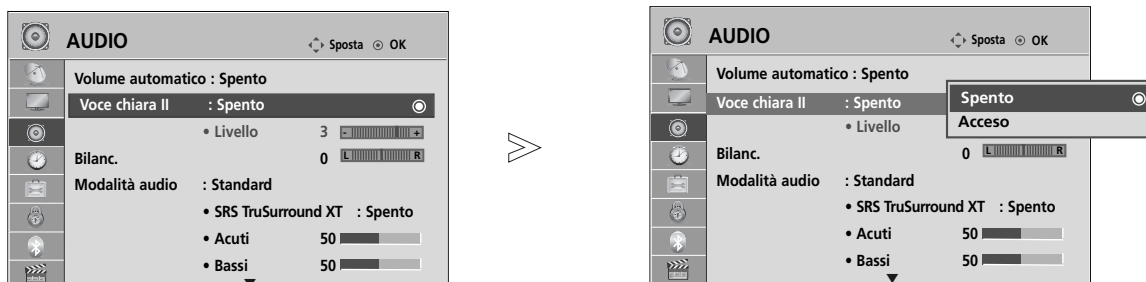 AUDIO
Sposta OK
Volume automatico : Spento
Voce chiara II : Spento
• Livello 3 - +
Bilanc. 0 L R
Modalità audio : Standard
• SRS TruSurround XT : Spento
• Acuti 50
• Bassi 50
AUDIO
Sposta OK
Volume automatico : Spento
Voce chiara II : Spento
Spento
Acceso
• Livello
Bilanc. 0 L R
Modalità audio : Standard
• SRS TruSurround XT : Spento
• Acuti 50
• Bassi 50